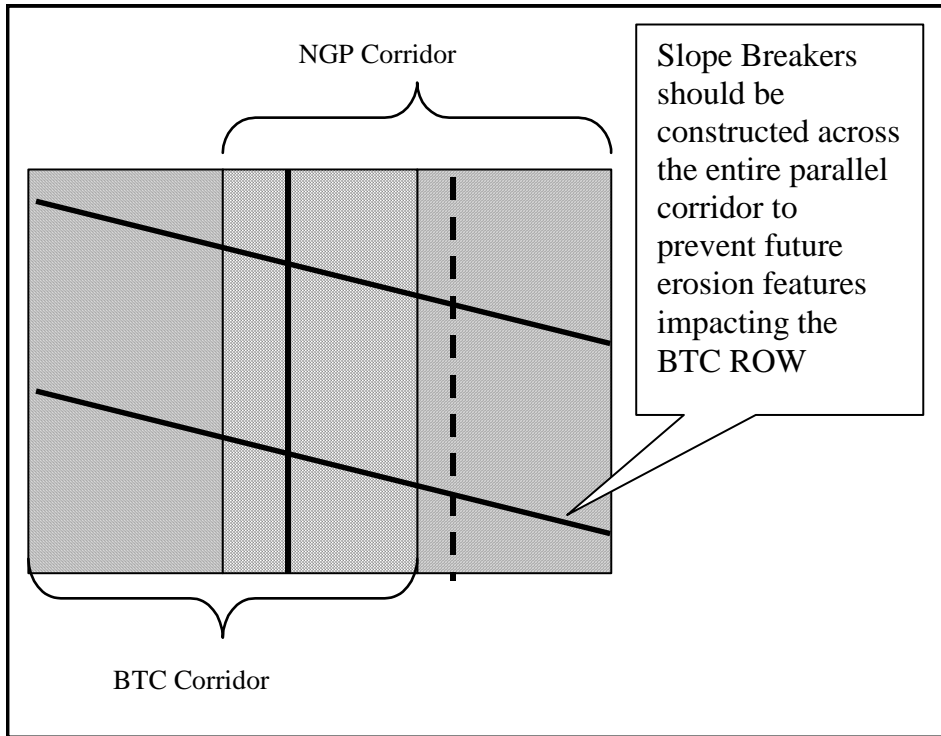 NGP Corridor
Slope Breakers
should be
constructed across
the entire parallel
corridor to
prevent future
erosion features
impacting the
BTC ROW
BTC Corridor